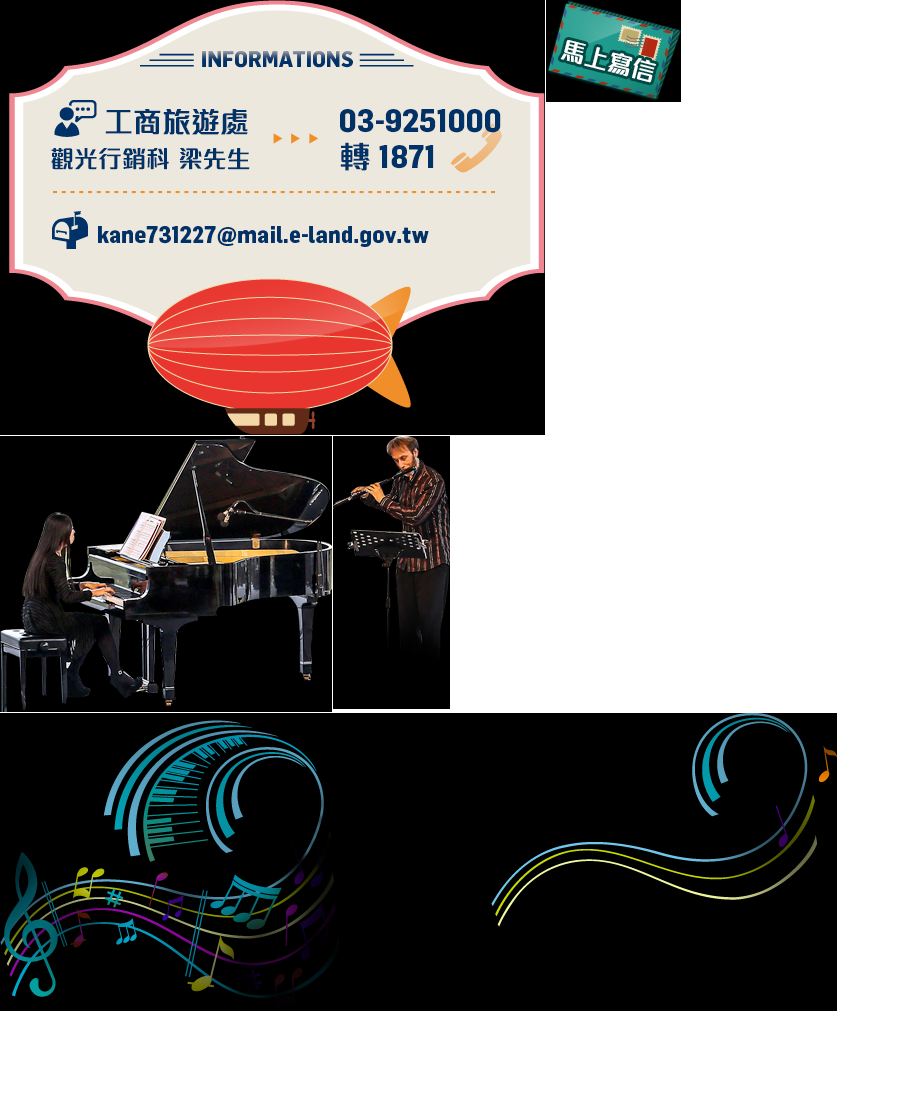 INFORMATIONS
工商旅遊處
03-9251000
觀光行銷科 梁先生
轉 1871
kane731227@mail.e-land.gov.tw
馬上寫信